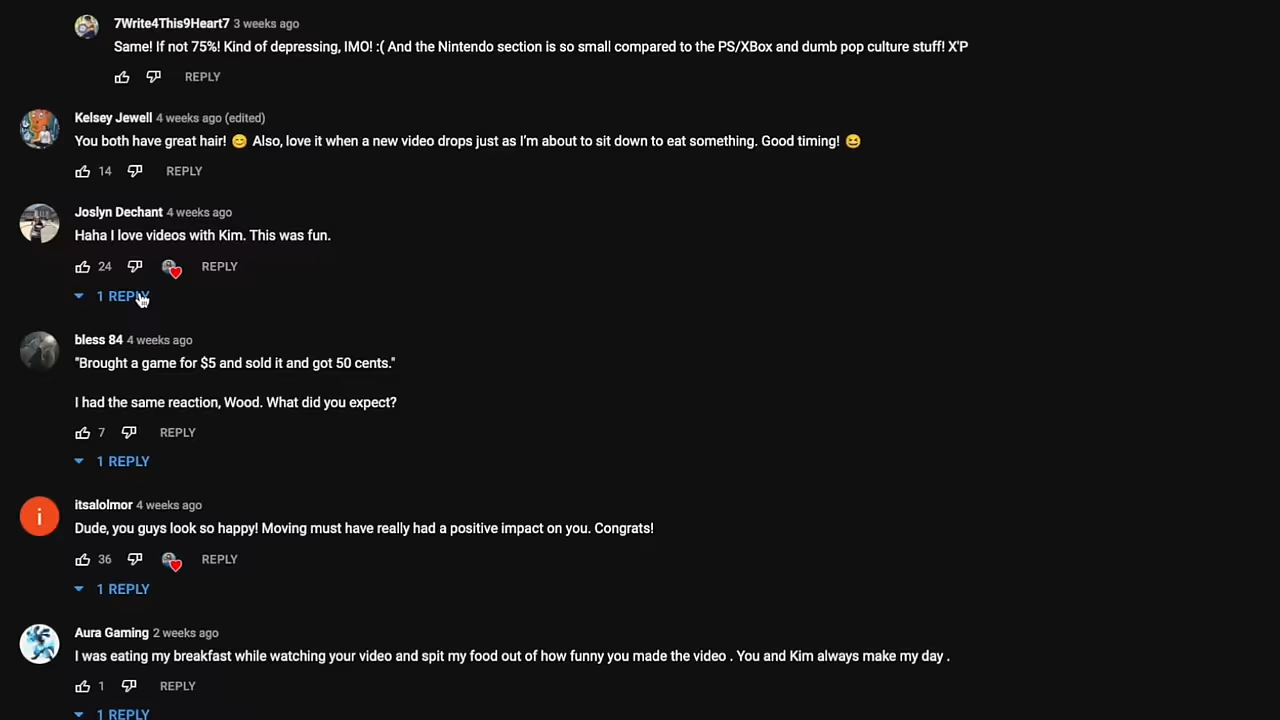 7Write4This9Heart7 3 weeks ago
Same! If not 75%! Kind of depressing, IMO! :( And the Nintendo section is so small compared to the PS/XBox and dumb pop culture stuff! X'P
REPLY
Kelsey Jewell 4 weeks ago (edited)
You both have great hair! 😊 Also, love it when a new video drops just as I'm about to sit down to eat something. Good timing! 😆
14 REPLY
Joslyn Dechant 4 weeks ago
Haha I love videos with Kim. This was fun.
24 REPLY
1 REPLY
bless 84 4 weeks ago
"Brought a game for $5 and sold it and got 50 cents."
I had the same reaction, Wood. What did you expect?
7 REPLY
1 REPLY
i
itsalolmor 4 weeks ago
Dude, you guys look so happy! Moving must have really had a positive impact on you. Congrats!
36 REPLY
1 REPLY
Aura Gaming 2 weeks ago
I was eating my breakfast while watching your video and spit my food out of how funny you made the video . You and Kim always make my day .
1 REPLY
1 REPLY